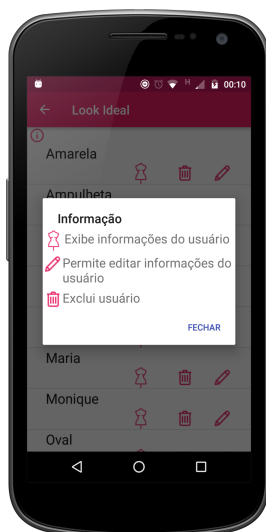 H 00:10
Look Ideal
Amarela
Ampulheta
Informação
Exibe informações do usuário
Permite editar informações do
usuário
Exclui usuário
FECHAR
Maria
Monique
Oval